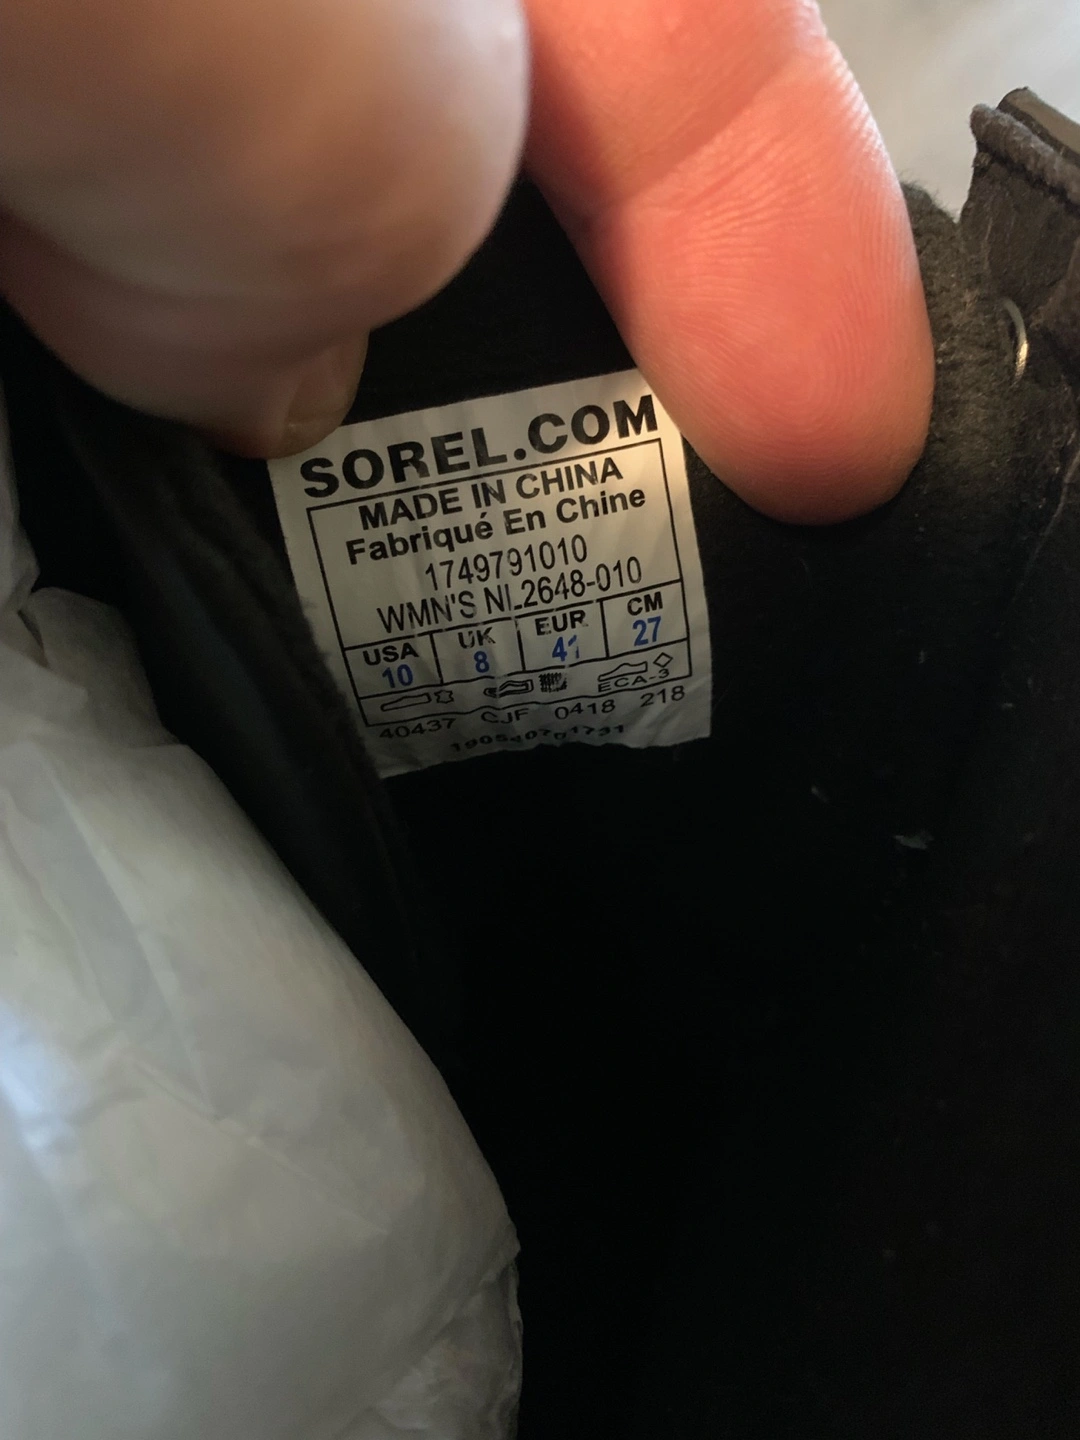 SOREL.COM
MADE IN CHINA
Fabriqué En Chine
1749791010
WMN'S NL2648-010
USA UK EUR CM
10 8 41 27
ECA-3
40437 CJF 0418 218